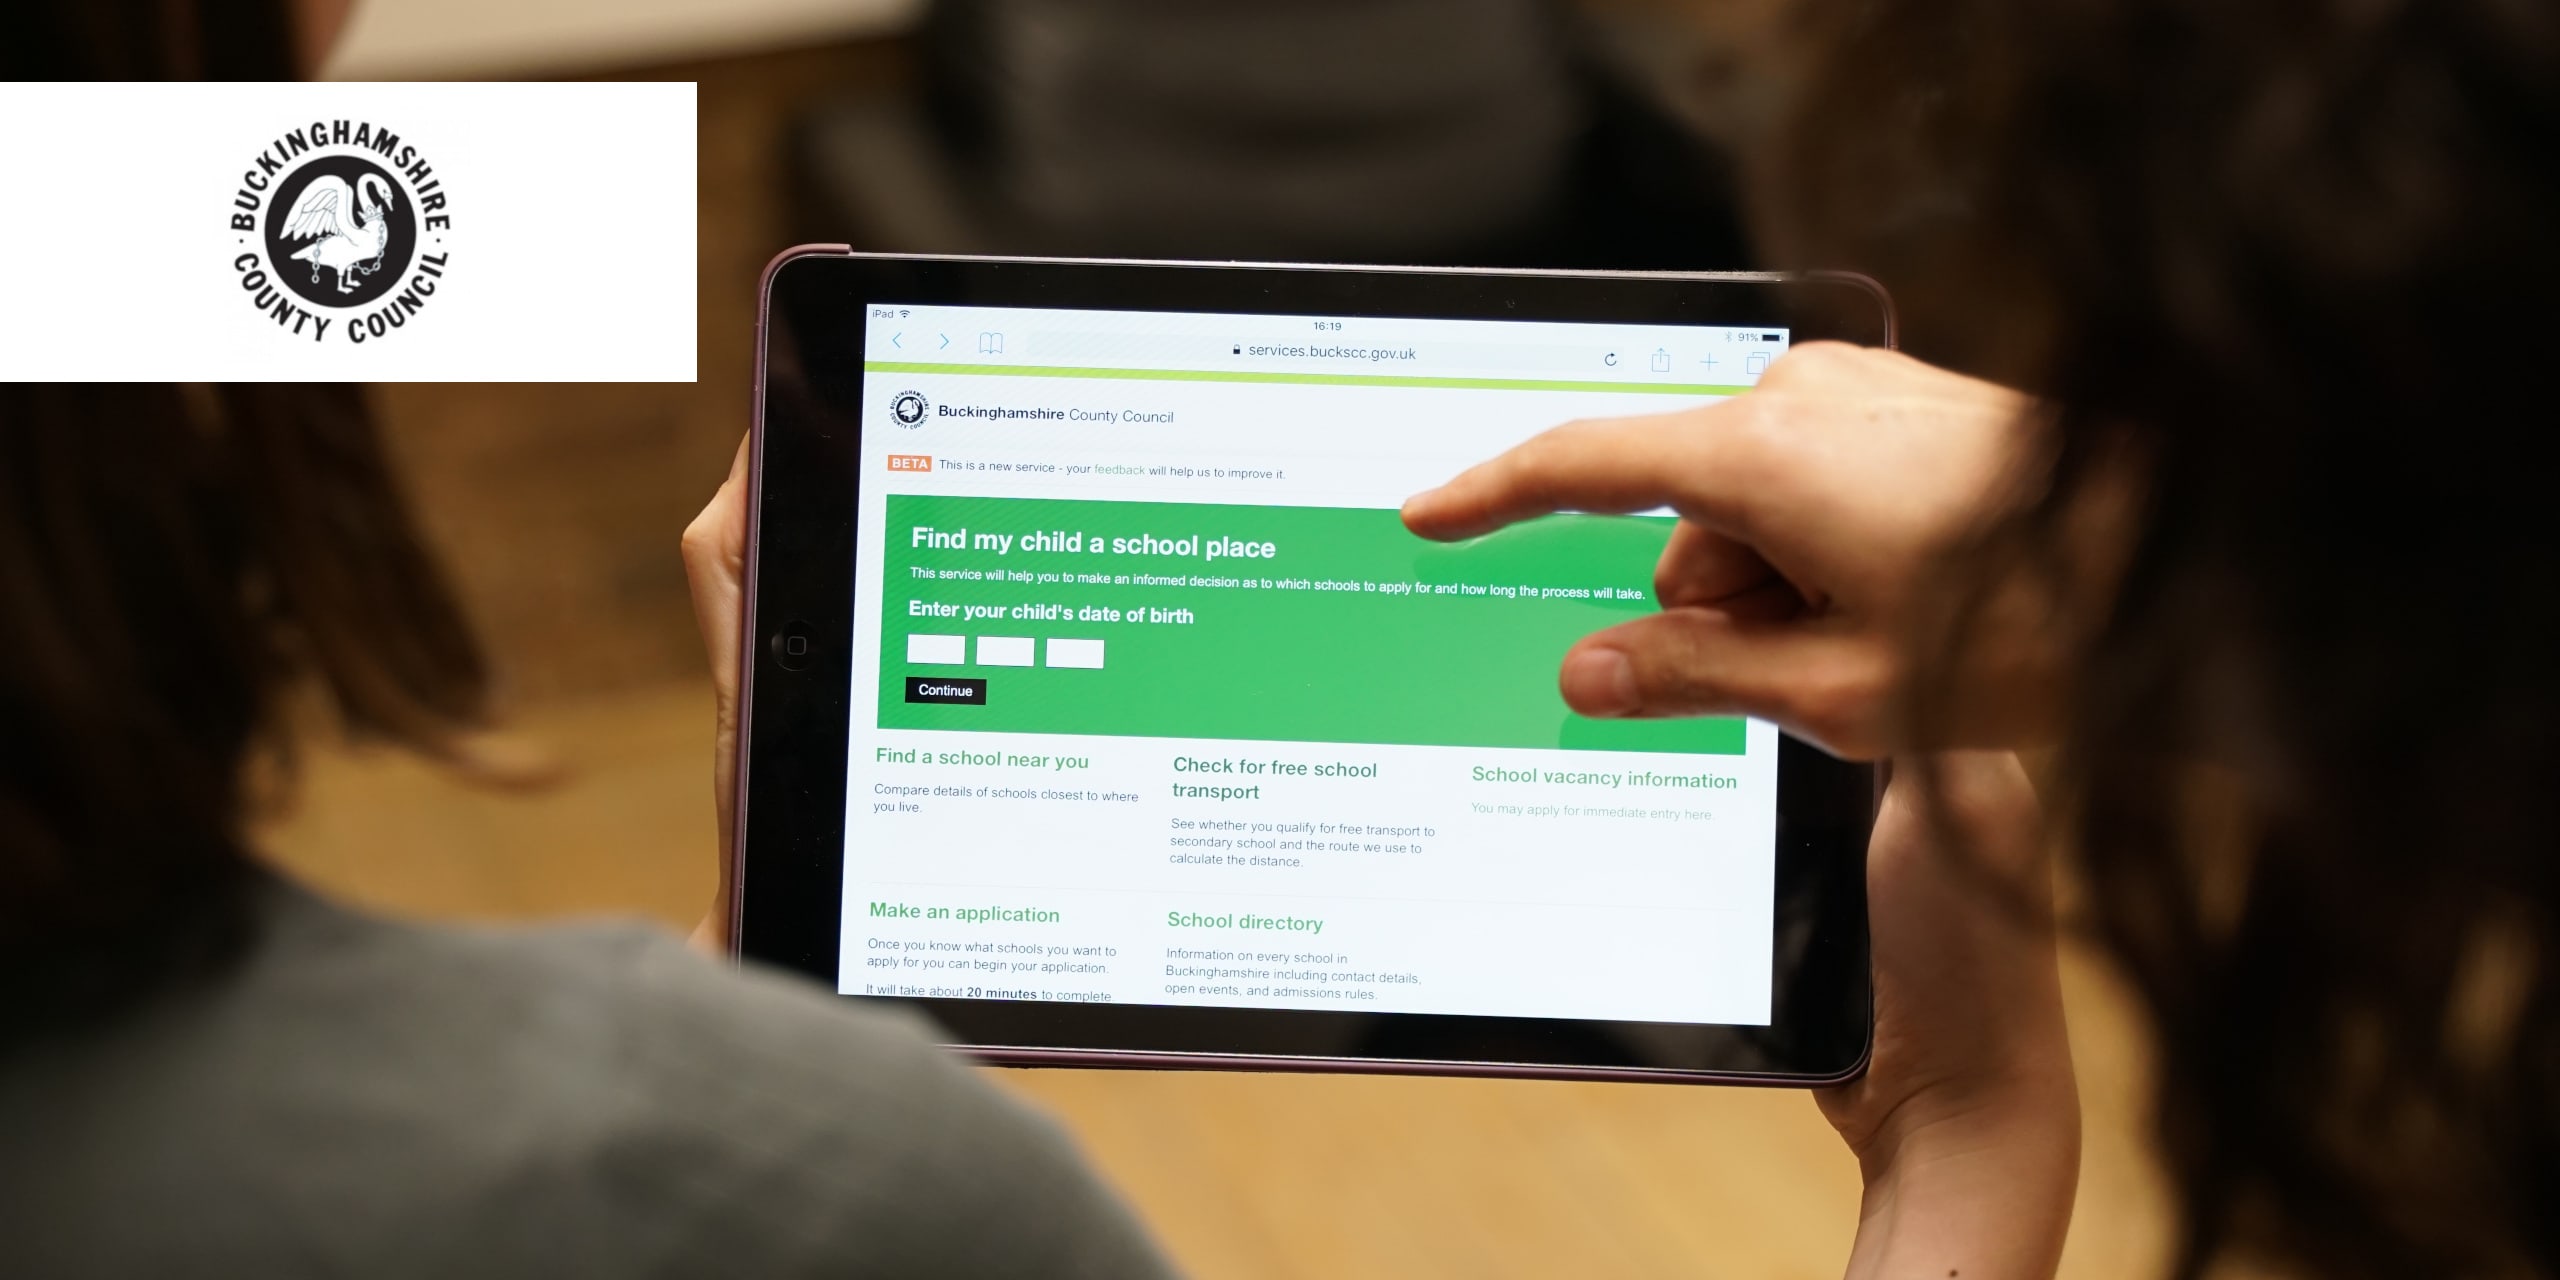 BUCKINGHAMSHIRE
COUNTY COUNCIL
iPad
16:19
91%
services.buckscc.gov.uk
BUCKINGHAMSHIRE COUNTY COUNCIL
Buckinghamshire County Council
BETA This is a new service - your feedback will help us to improve it.
Find my child a school place
This service will help you to make an informed decision as to which schools to apply for and how long the process will take.
Enter your child's date of birth
Continue
Find a school near you
Compare details of schools closest to where
you live.
Check for free school
transport
See whether you qualify for free transport to
secondary school and the route we use to
calculate the distance.
School vacancy information
You may apply for immediate entry here.
Make an application
Once you know what schools you want to
apply for you can begin your application.
It will take about 20 minutes to complete.
School directory
Information on every school in
Buckinghamshire including contact details,
open events, and admissions rules.